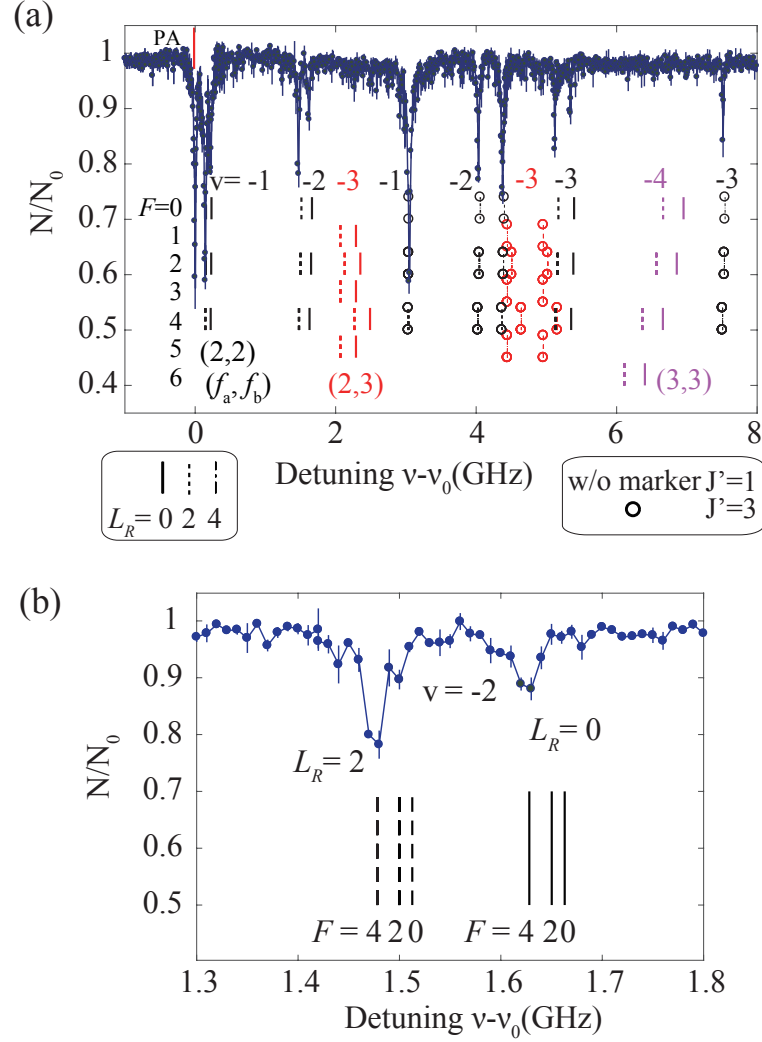 (a)
PA
1
0.9
0.8
0.7
0.6
0.5
0.4
N/N0
v= -1 -2 -3 -1 -2 -3 -3 -4 -3
F=0
1
2
3
4
5
6
(2,2)
(fa,fb)
(2,3)
(3,3)
0 2 4 6 8
Detuning ν-ν0(GHz)
LR= 0 2 4
w/o marker J'=1
J'=3
(b)
1
0.9
0.8
0.7
0.6
0.5
N/N0
v = -2
LR= 2
LR= 0
F = 4 2 0 F = 4 2 0
1.3 1.4 1.5 1.6 1.7 1.8
Detuning ν-ν0(GHz)